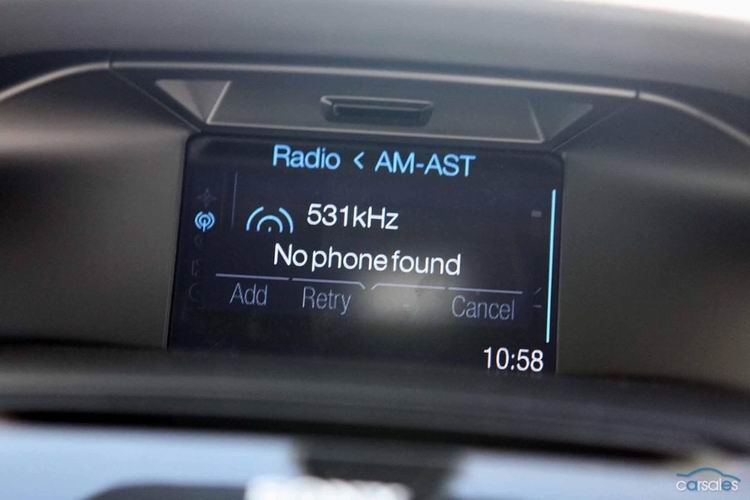 Radio < AM-AST
531kHz
No phone found
Add Retry Cancel
10:58
carsales